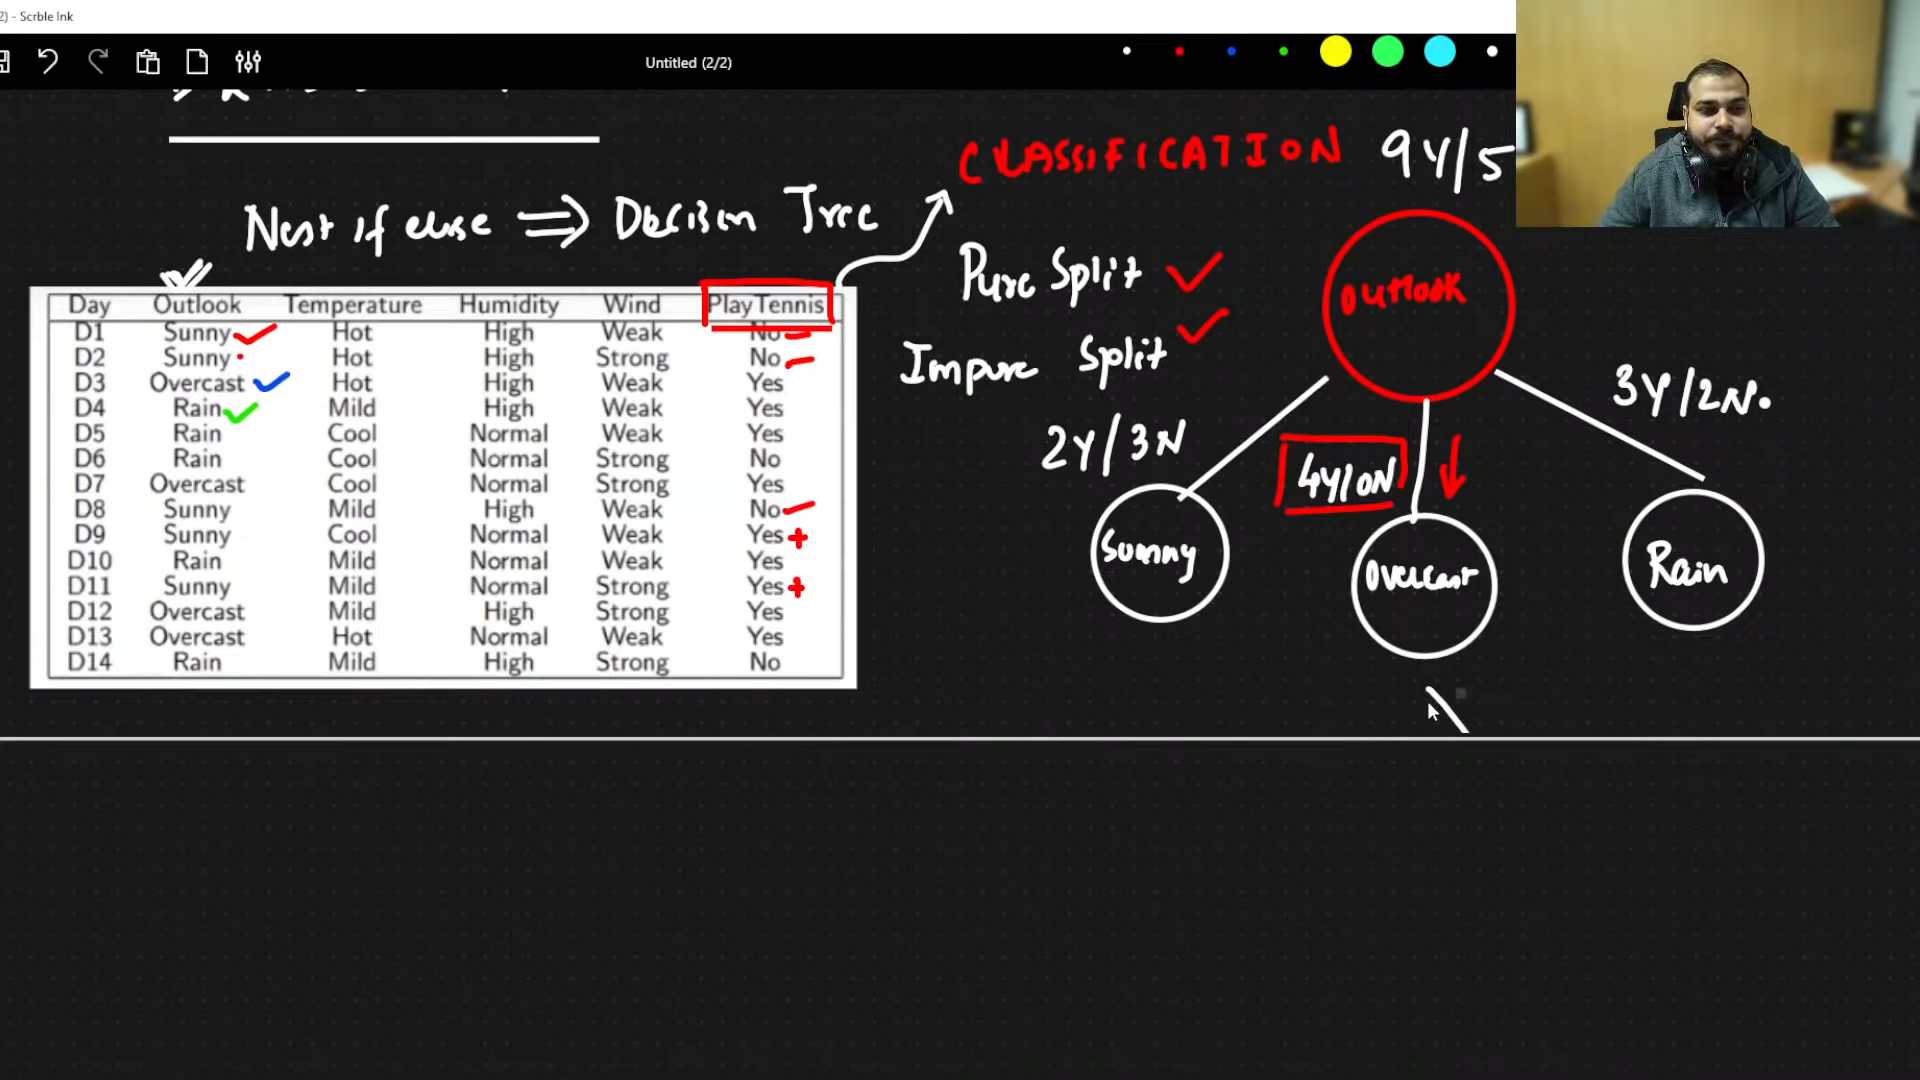 2) - Scrble Ink
Untitled (2/2)
CLASSIFICATION 9Y/5
Nest if else ⇒ Decision Tree
Pure Split ✓
Impure Split ✓
Outlook
Day Outlook Temperature Humidity Wind PlayTennis
D1 Sunny Hot High Weak No
D2 Sunny Hot High Strong No
D3 Overcast Hot High Weak Yes
D4 Rain Mild High Weak Yes
D5 Rain Cool Normal Weak Yes
D6 Rain Cool Normal Strong No
D7 Overcast Cool Normal Strong Yes
D8 Sunny Mild High Weak No
D9 Sunny Cool Normal Weak Yes +
D10 Rain Mild Normal Weak Yes
D11 Sunny Mild Normal Strong Yes +
D12 Overcast Mild High Strong Yes
D13 Overcast Hot Normal Weak Yes
D14 Rain Mild High Strong No
2Y/3N
4Y/0N
3Y/2N.
Sunny
Overcast
Rain